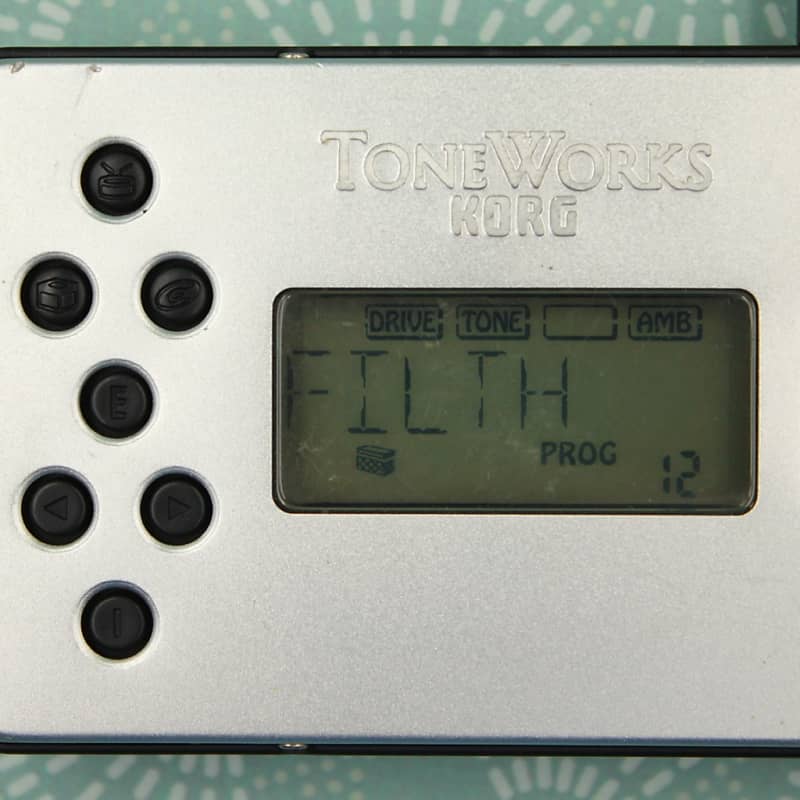 TONEWORKS
KORG
DRIVE TONE AMB
FILTH
PROG 12
E